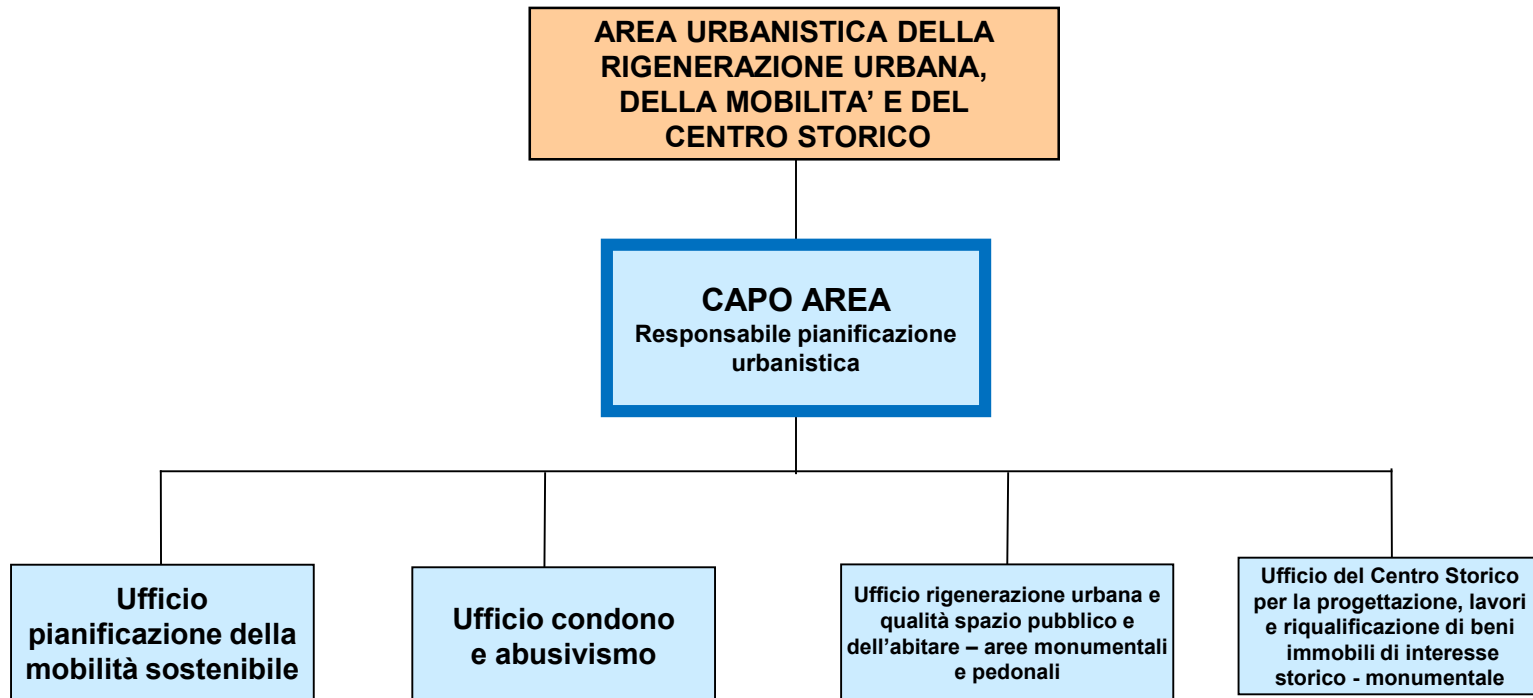 AREA URBANISTICA DELLA
RIGENERAZIONE URBANA,
DELLA MOBILITA’ E DEL
CENTRO STORICO
CAPO AREA
Responsabile pianificazione
urbanistica
Ufficio
pianificazione della
mobilità sostenibile
Ufficio condono
e abusivismo
Ufficio rigenerazione urbana e
qualità spazio pubblico e
dell’abitare – aree monumentali
e pedonali
Ufficio del Centro Storico
per la progettazione, lavori
e riqualificazione di beni
immobili di interesse
storico - monumentale